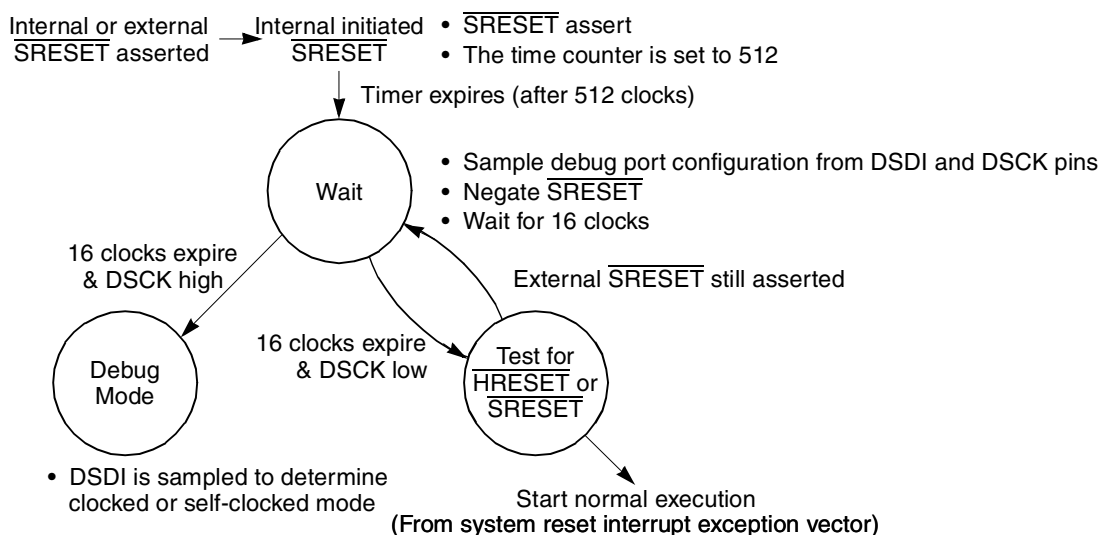 Internal or external
SRESET asserted
Internal initiated
SRESET
• SRESET assert
• The time counter is set to 512
Timer expires (after 512 clocks)
Wait
• Sample debug port configuration from DSDI and DSCK pins
• Negate SRESET
• Wait for 16 clocks
16 clocks expire
& DSCK high
External SRESET still asserted
16 clocks expire
& DSCK low
Debug
Mode
Test for
HRESET or
SRESET
• DSDI is sampled to determine
clocked or self-clocked mode
Start normal execution
(From system reset interrupt exception vector)